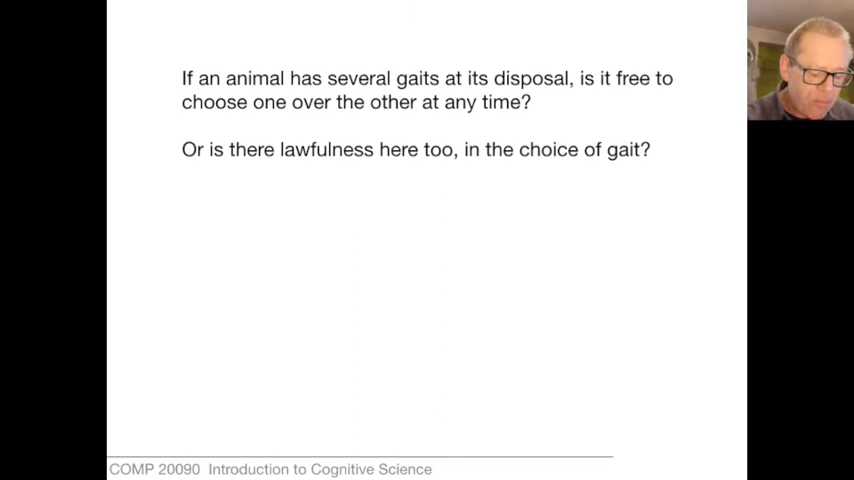 If an animal has several gaits at its disposal, is it free to
choose one over the other at any time?
Or is there lawfulness here too, in the choice of gait?
COMP 20090 Introduction to Cognitive Science